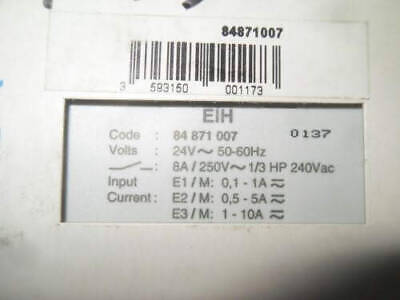 84871007
3 593150 001173
EIH
Code : 84 871 007 0137
Volts : 24V ~ 50-60Hz
: 8A / 250V ~ 1/3 HP 240Vac
Input E1 / M : 0,1 - 1A
Current : E2 / M : 0,5 - 5A
E3 / M : 1 - 10A